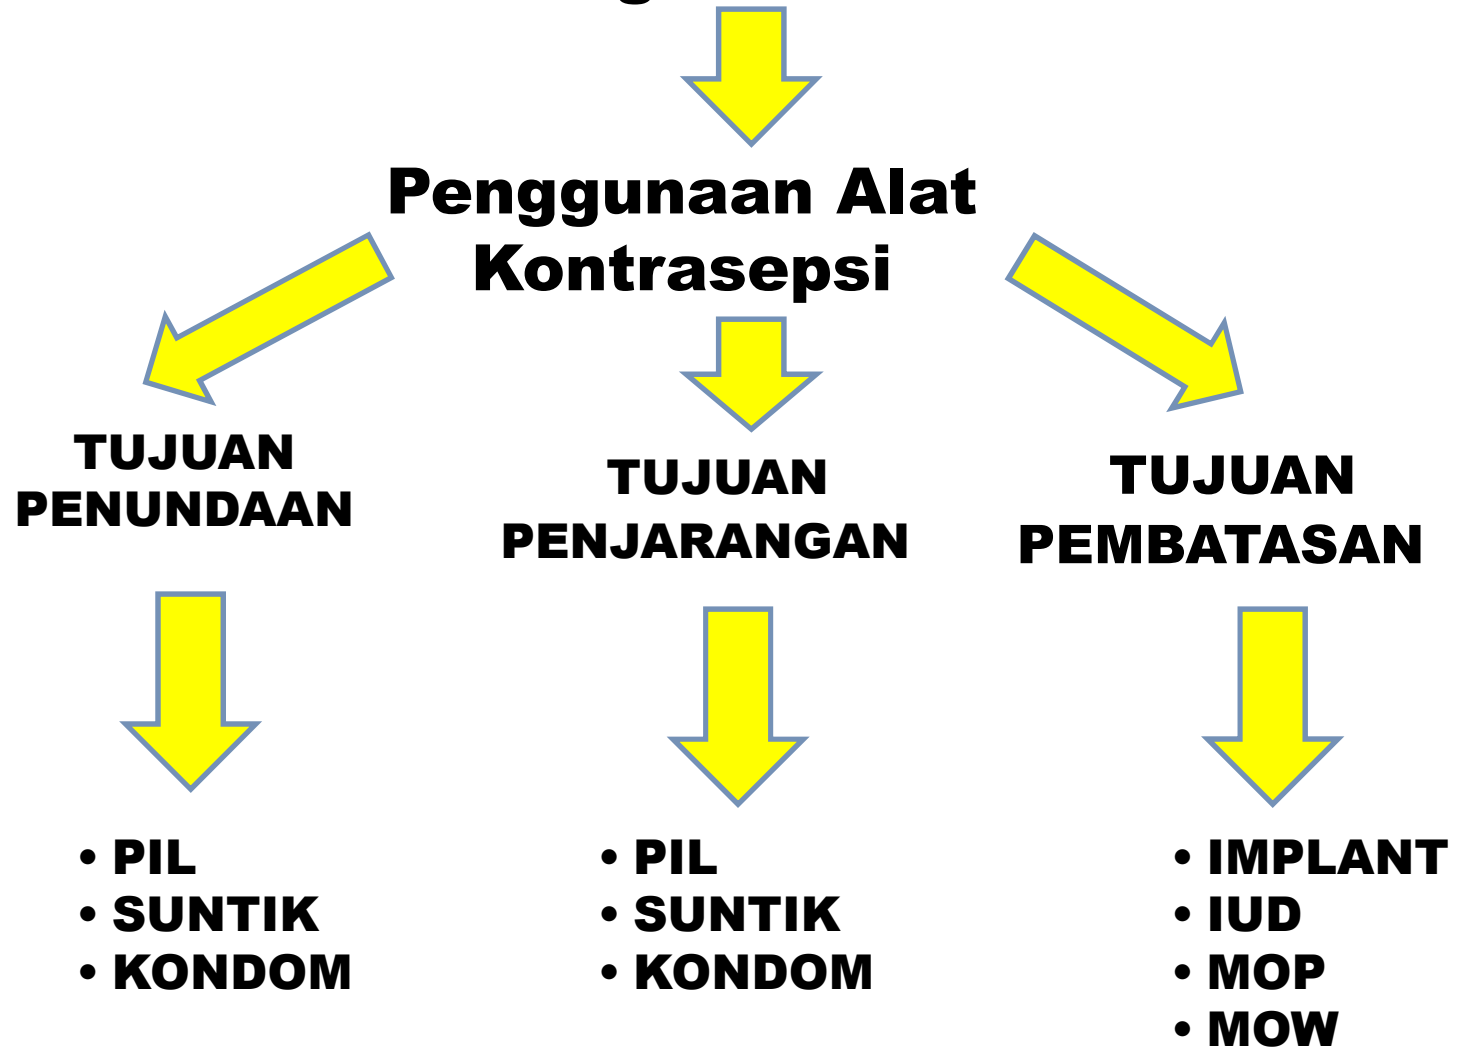 Penggunaan Alat
Kontrasepsi
TUJUAN
PENUNDAAN
TUJUAN
PENJARANGAN
TUJUAN
PEMBATASAN
• PIL
• SUNTIK
• KONDOM
• PIL
• SUNTIK
• KONDOM
• IMPLANT
• IUD
• MOP
• MOW